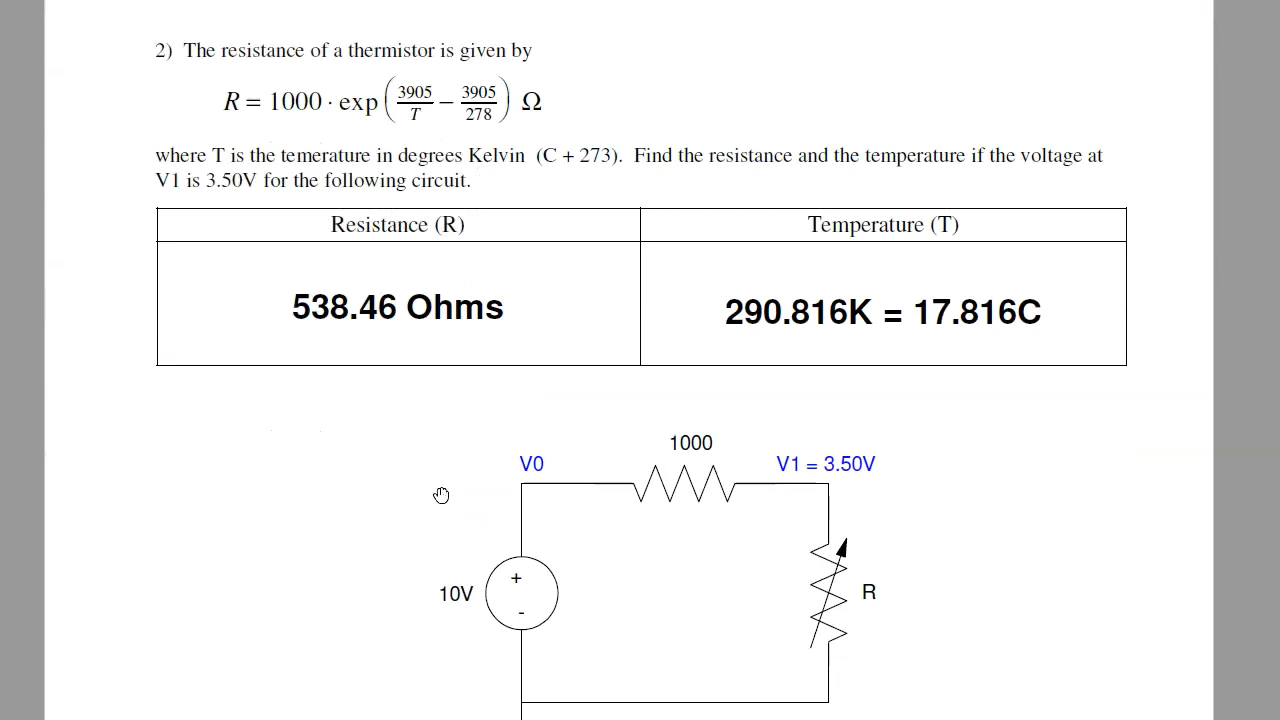 2) The resistance of a thermistor is given by
R = 1000 · exp(3905/T − 3905/278) Ω
where T is the temerature in degrees Kelvin (C + 273). Find the resistance and the temperature if the voltage at
V1 is 3.50V for the following circuit.
Resistance (R) Temperature (T)
538.46 Ohms 290.816K = 17.816C
1000
V0 V1 = 3.50V
+
10V R
-